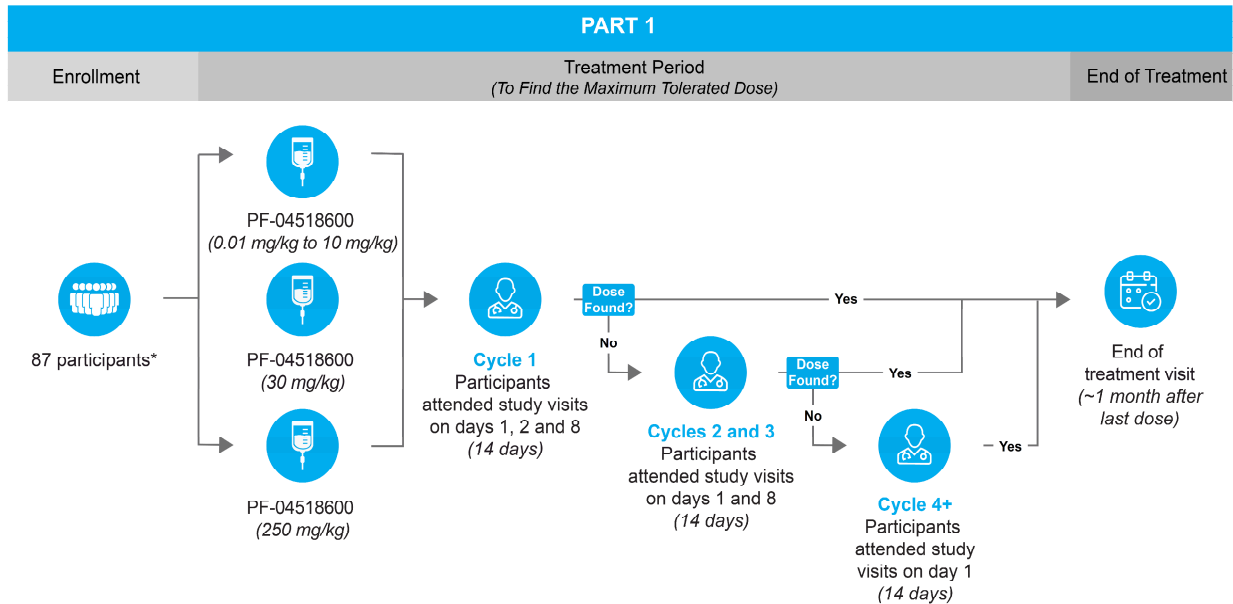 PART 1
Enrollment
Treatment Period
(To Find the Maximum Tolerated Dose)
End of Treatment
87 participants*
PF-04518600
(0.01 mg/kg to 10 mg/kg)
PF-04518600
(30 mg/kg)
PF-04518600
(250 mg/kg)
Cycle 1
Participants
attended study visits
on days 1, 2 and 8
(14 days)
Dose
Found?
Yes
No
Cycles 2 and 3
Participants
attended study visits
on days 1 and 8
(14 days)
Dose
Found?
Yes
No
Cycle 4+
Participants
attended study
visits on day 1
(14 days)
Yes
End of
treatment visit
(~1 month after
last dose)